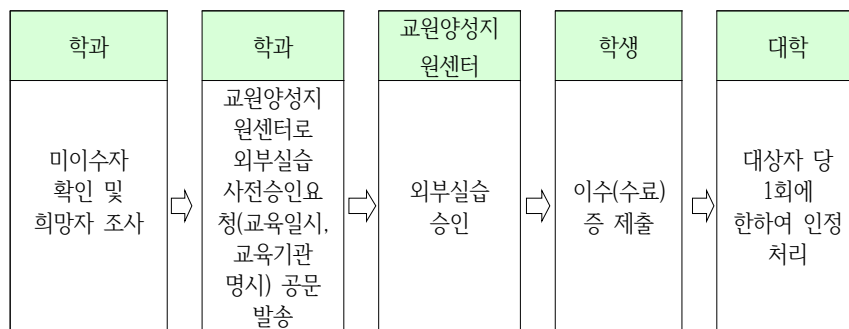 학과
미이수자
확인 및
희망자 조사
학과
교원양성지
원센터로
외부실습
사전승인요
청(교육일시,
교육기관
명시) 공문
발송
교원양성지
원센터
외부실습
승인
학생
이수(수료)
증 제출
대학
대상자 당
1회에
한하여 인정
처리